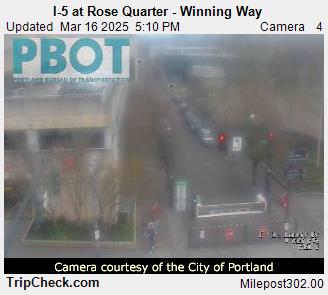 I-5 at Rose Quarter - Winning Way
Updated Mar 16 2025 5:10 PM Camera 4
PBOT
PORTLAND BUREAU OF TRANSPORTATION
Camera courtesy of the City of Portland
TripCheck.com Milepost302.00